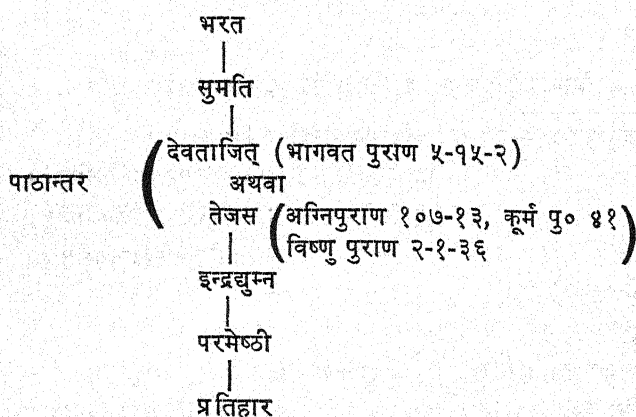 भरत
सुमति
देवताजित् (भागवत पुराण ५-१५-२)
पाठान्तर
अथवा
तेजस (अग्निपुराण १०७-१३, कूर्म पु० ४१
विष्णु पुराण २-१-३६)
इन्द्रद्युम्न
परमेष्ठी
प्रतिहार